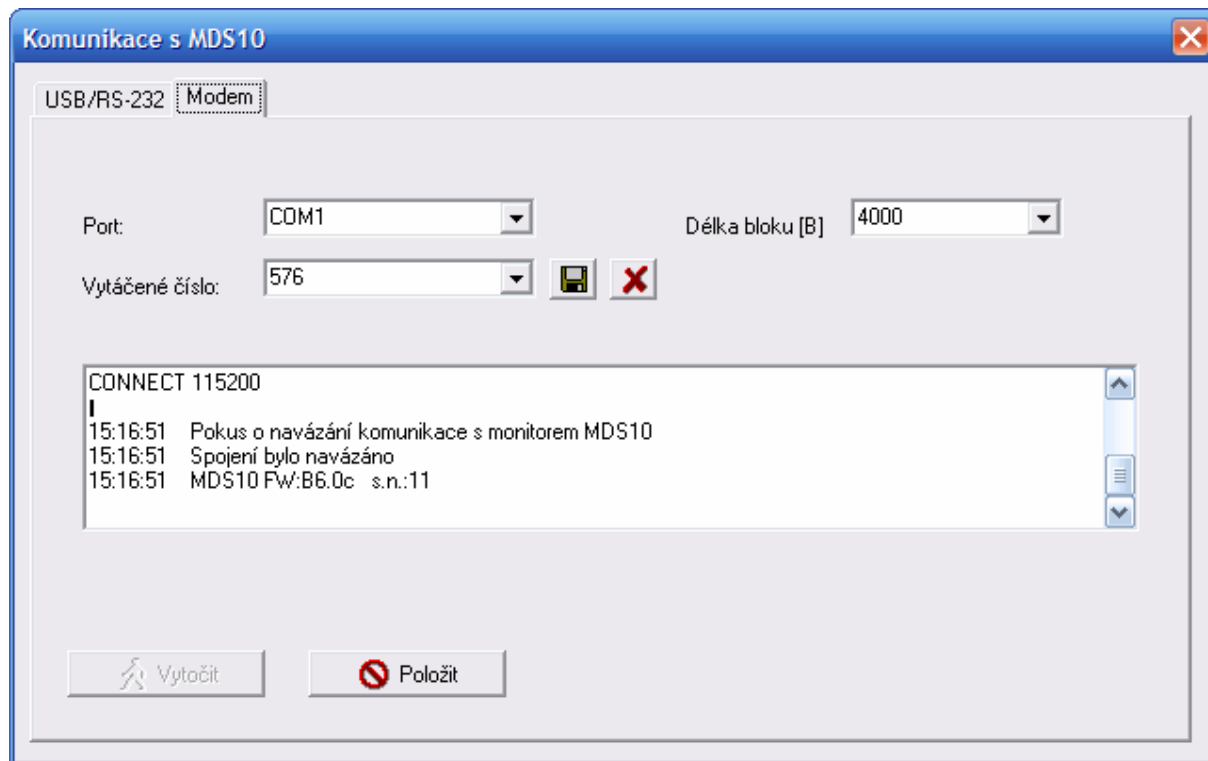 Komunikace s MDS10
USB/RS-232 Modem
Port: COM1 Délka bloku [B] 4000
Vytáčené číslo: 576
CONNECT 115200
15:16:51 Pokus o navázání komunikace s monitorem MDS10
15:16:51 Spojení bylo navázáno
15:16:51 MDS10 FW:B6.0c s.n.:11
Vytočit Položit